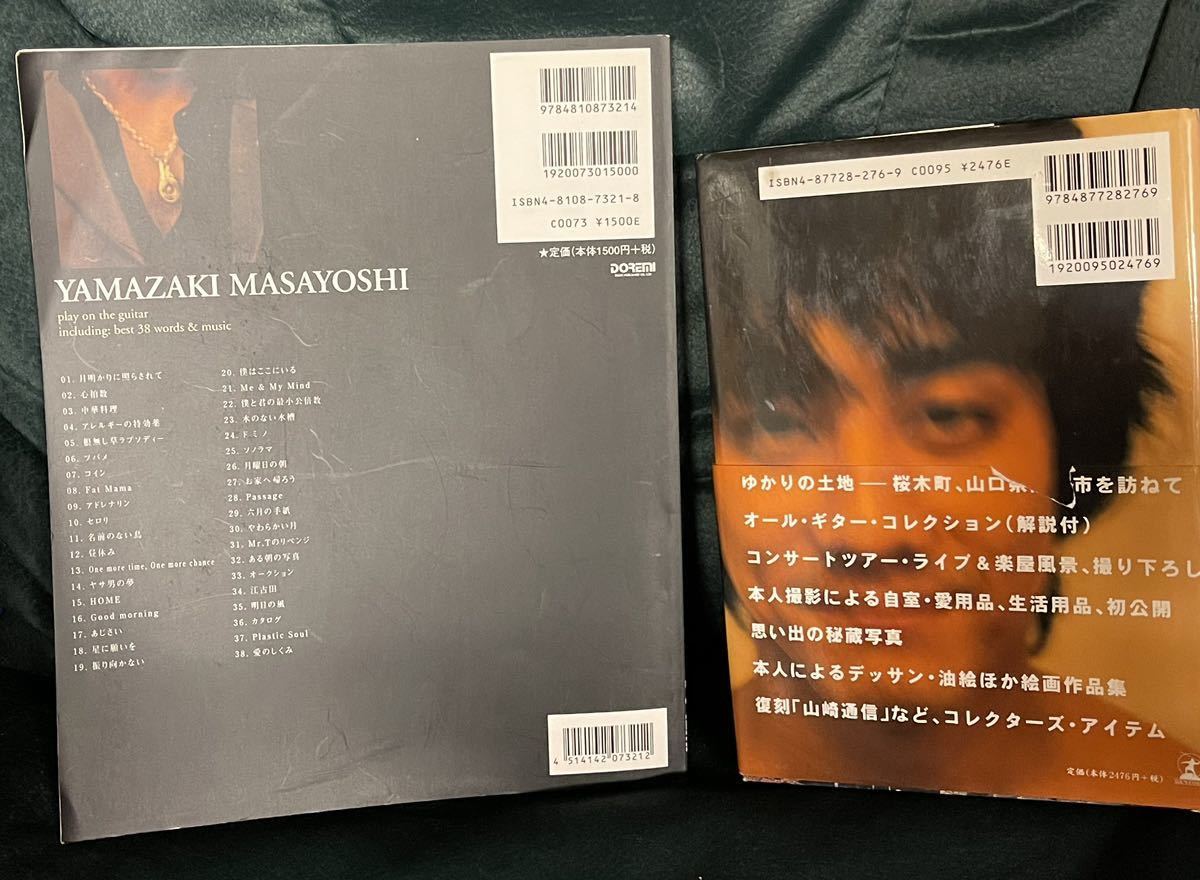 9784810873214
1920073015000
ISBN4-8108-7321-8
C0073 ¥1500E
★定価(本体1500円+税)
DOREMI
YAMAZAKI MASAYOSHI
play on the guitar
including: best 38 words & music
01. 月明かりに照らされて
02. 心拍数
03. 中華料理
04. アレルギーの特効薬
05. 根無し草ラプソディー
06. ツバメ
07. コイン
08. Fat Mama
09. アドレナリン
10. セロリ
11. 名前のない鳥
12. 昼休み
13. One more time, One more chance
14. ヤサ男の夢
15. HOME
16. Good morning
17. あじさい
18. 星に願いを
19. 振り向かない
20. 僕はここにいる
21. Me & My Mind
22. 僕と君の最小公倍数
23. 水のない水槽
24. ドミノ
25. ソノラマ
26. 月曜日の朝
27. お家へ帰ろう
28. Passage
29. 六月の手紙
30. やわらかい月
31. Mr.Tのリベンジ
32. ある朝の写真
33. オークション
34. 江古田
35. 明日の風
36. カタログ
37. Plastic Soul
38. 愛のしくみ
4 514142 073212
ISBN4-87728-276-9 C0095 ¥2476E
9784877282769
1920095024769
ゆかりの土地──桜木町、山口県 市を訪ねて
オール・ギター・コレクション(解説付)
コンサートツアー・ライブ&楽屋風景、撮り下ろし
本人撮影による自室・愛用品、生活用品、初公開
思い出の秘蔵写真
本人によるデッサン・油絵ほか絵画作品集
復刻「山崎通信」など、コレクターズ・アイテム
定価(本体2476円+税)